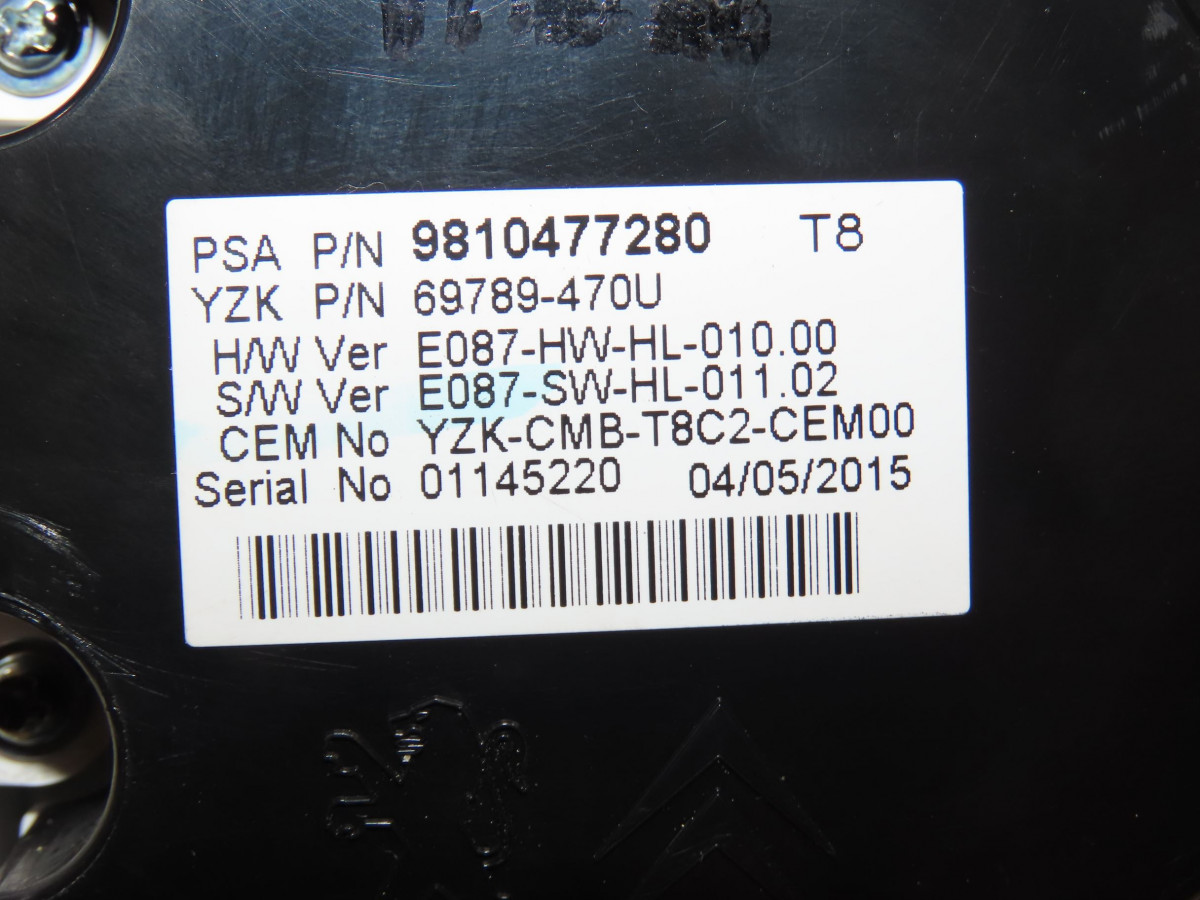 PSA P/N 9810477280 T8
YZK P/N 69789-470U
H/W Ver E087-HW-HL-010.00
S/W Ver E087-SW-HL-011.02
CEM No YZK-CMB-T8C2-CEM00
Serial No 01145220 04/05/2015